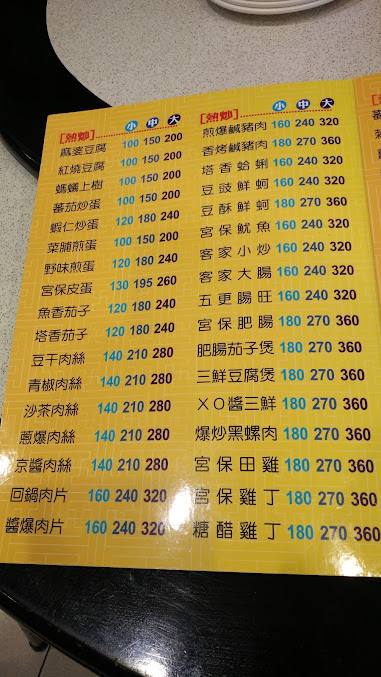 [熱炒] 小 中 大
麻婆豆腐 100 150 200
紅燒豆腐 100 150 200
螞蟻上樹 100 150 200
蕃茄炒蛋 100 150 200
蝦仁炒蛋 120 180 240
菜脯煎蛋 100 150 200
野味煎蛋 120 180 240
宮保皮蛋 130 195 260
魚香茄子 120 180 240
塔香茄子 120 180 240
豆干肉絲 140 210 280
青椒肉絲 140 210 280
沙茶肉絲 140 210 280
蔥爆肉絲 140 210 280
京醬肉絲 140 210 280
回鍋肉片 160 240 320
醬爆肉片 160 240 320
[熱炒] 小 中 大
煎爆鹹豬肉 160 240 320
香烤鹹豬肉 180 270 360
塔香蛤蜊 160 240 320
豆豉鮮蚵 160 240 320
豆酥鮮蚵 180 270 360
宮保魷魚 160 240 320
客家小炒 160 240 320
客家大腸 160 240 320
五更腸旺 160 240 320
宮保肥腸 180 270 360
肥腸茄子煲 180 270 360
三鮮豆腐煲 180 270 360
XO醬三鮮 180 270 360
爆炒黑螺肉 180 270 360
宮保田雞 180 270 360
宮保雞丁 180 270 360
糖醋雞丁 180 270 360